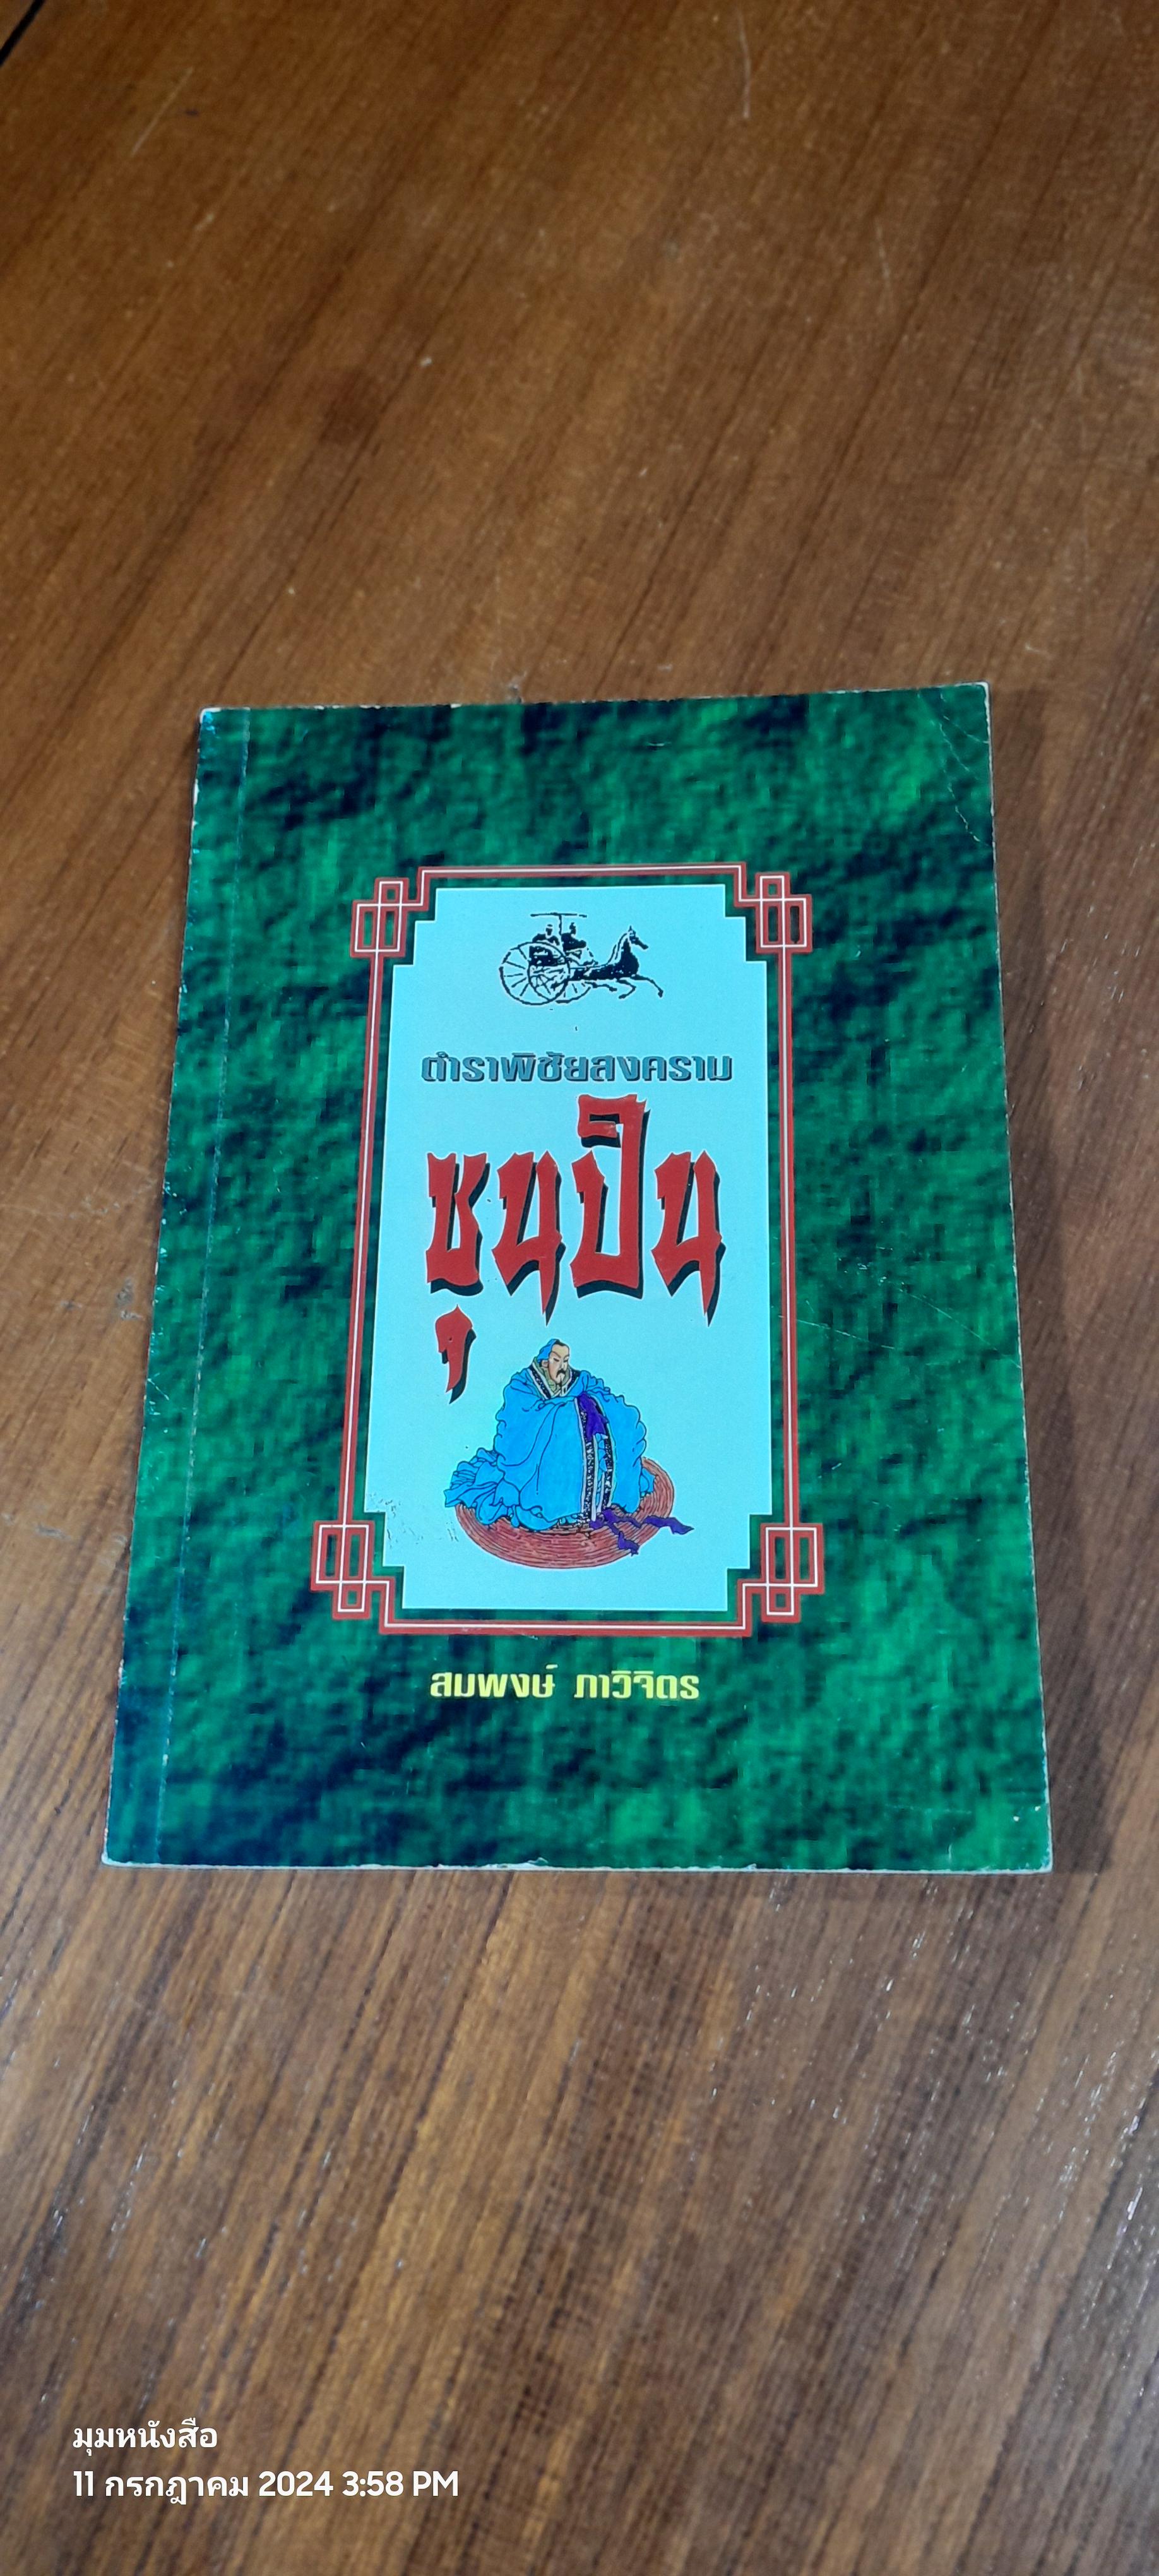 ตำราพิชัยสงคราม
ซุนปิน
สมพงษ์ ภาวิจิตร
มุมหนังสือ
11 กรกฎาคม 2024 3:58 PM